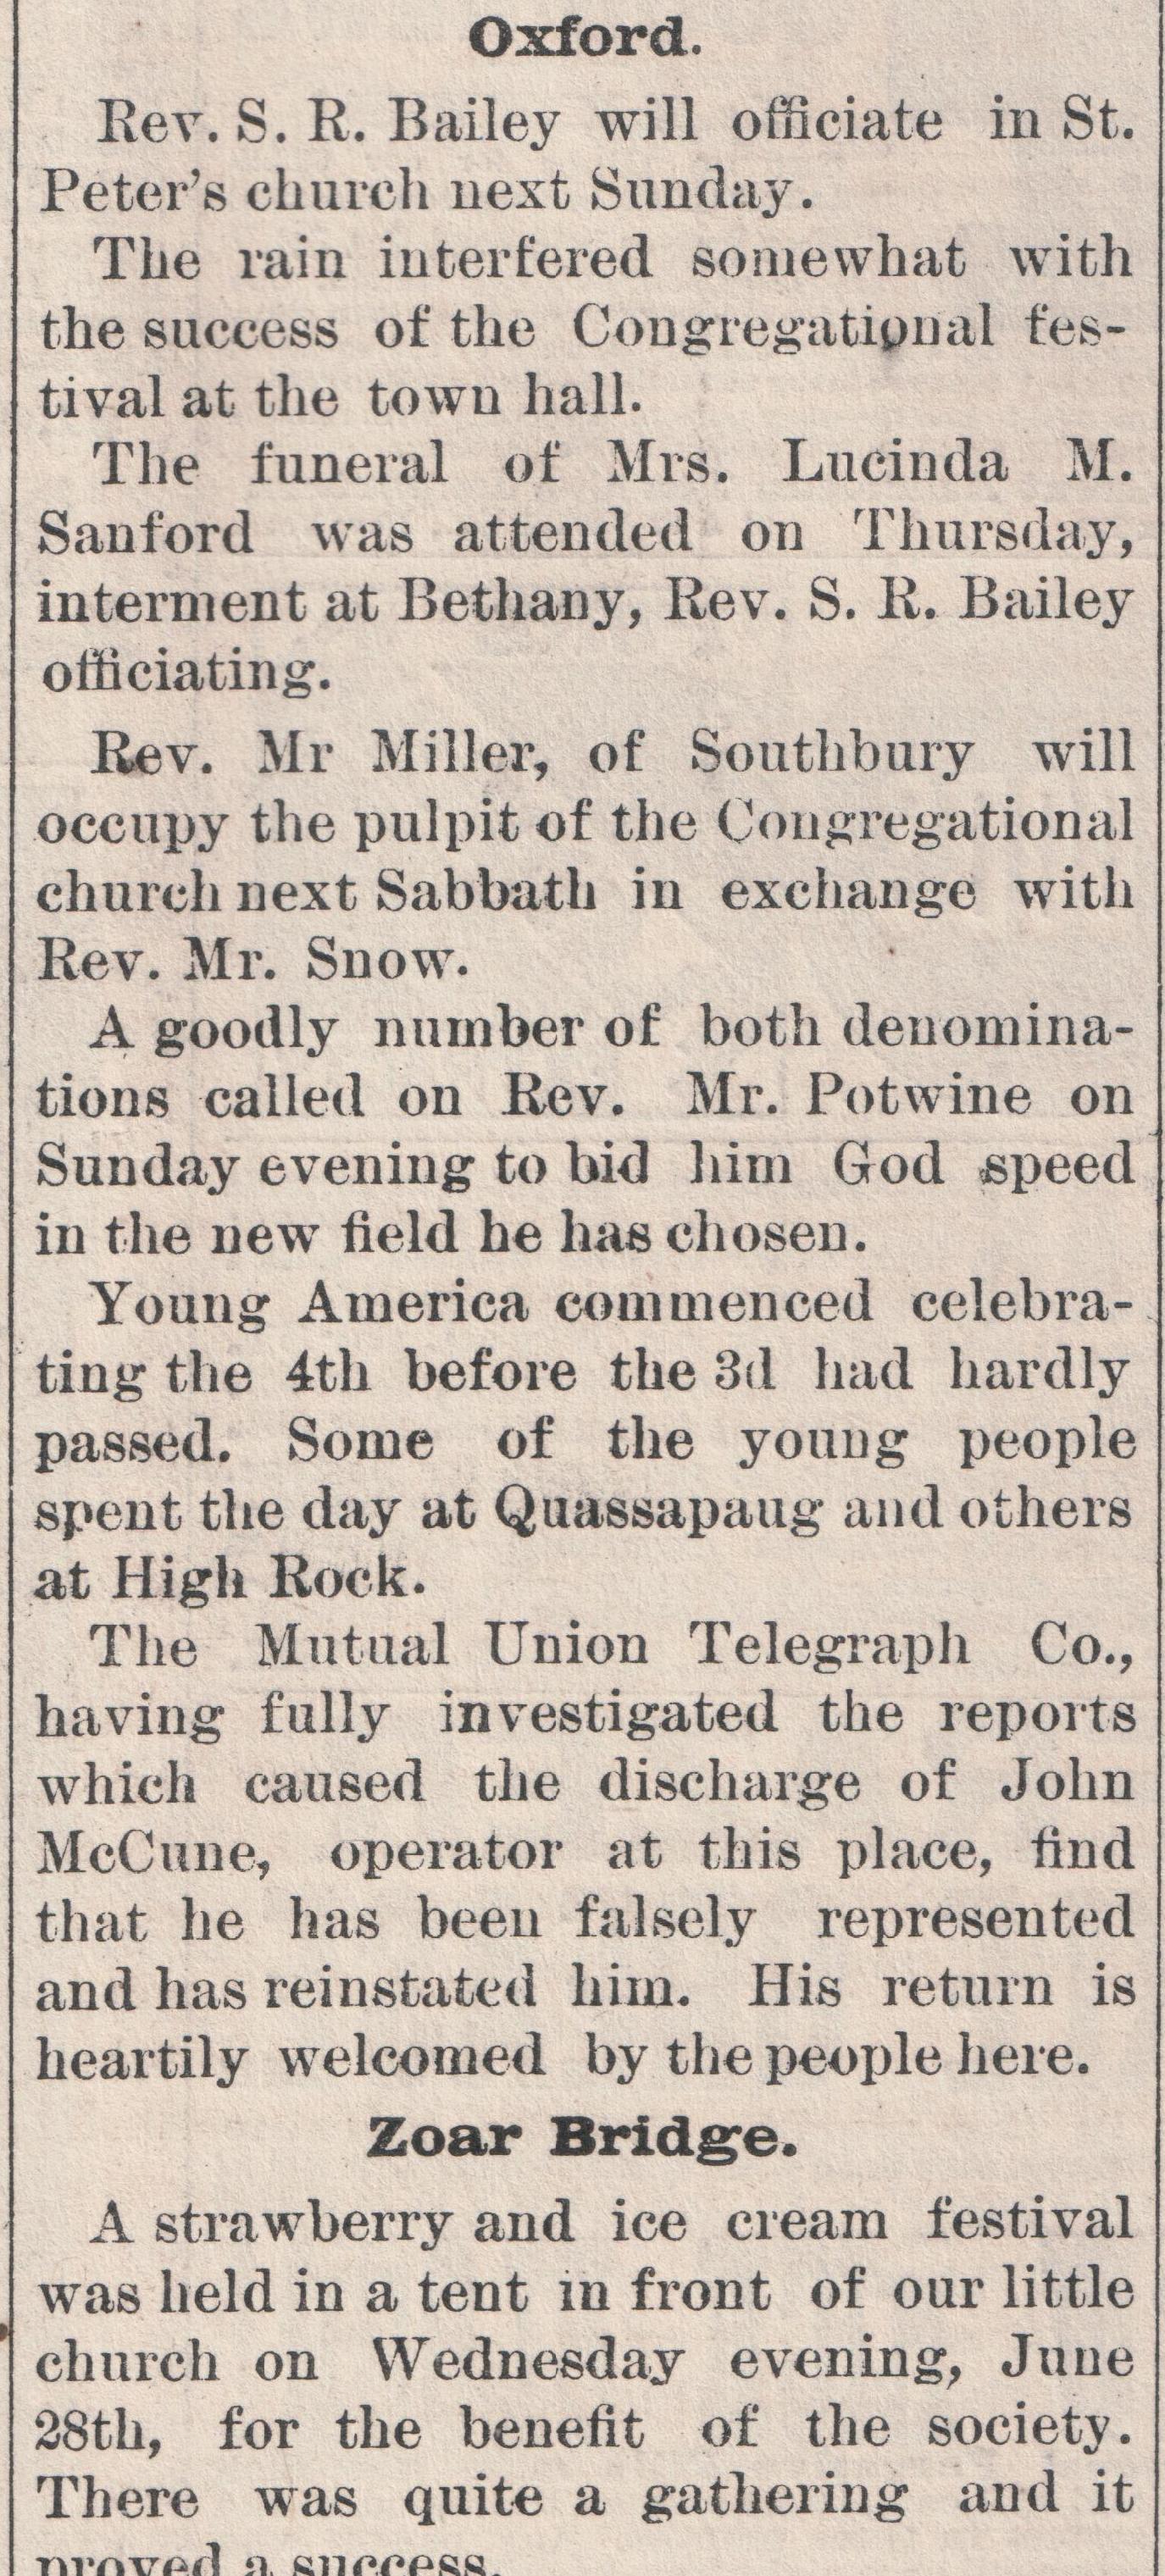 Oxford.
Rev. S. R. Bailey will officiate in St.
Peter's church next Sunday.
The rain interfered somewhat with
the success of the Congregational fes-
tival at the town hall.
The funeral of Mrs. Lucinda M.
Sanford was attended on Thursday,
interment at Bethany, Rev. S. R. Bailey
officiating.
Rev. Mr Miller, of Southbury will
occupy the pulpit of the Congregational
church next Sabbath in exchange with
Rev. Mr. Snow.
A goodly number of both denomina-
tions called on Rev. Mr. Potwine on
Sunday evening to bid him God speed
in the new field he has chosen.
Young America commenced celebra-
ting the 4th before the 3d had hardly
passed. Some of the young people
spent the day at Quassapaug and others
at High Rock.
The Mutual Union Telegraph Co.,
having fully investigated the reports
which caused the discharge of John
McCune, operator at this place, find
that he has been falsely represented
and has reinstated him. His return is
heartily welcomed by the people here.
Zoar Bridge.
A strawberry and ice cream festival
was held in a tent in front of our little
church on Wednesday evening, June
28th, for the benefit of the society.
There was quite a gathering and it
proved a success.